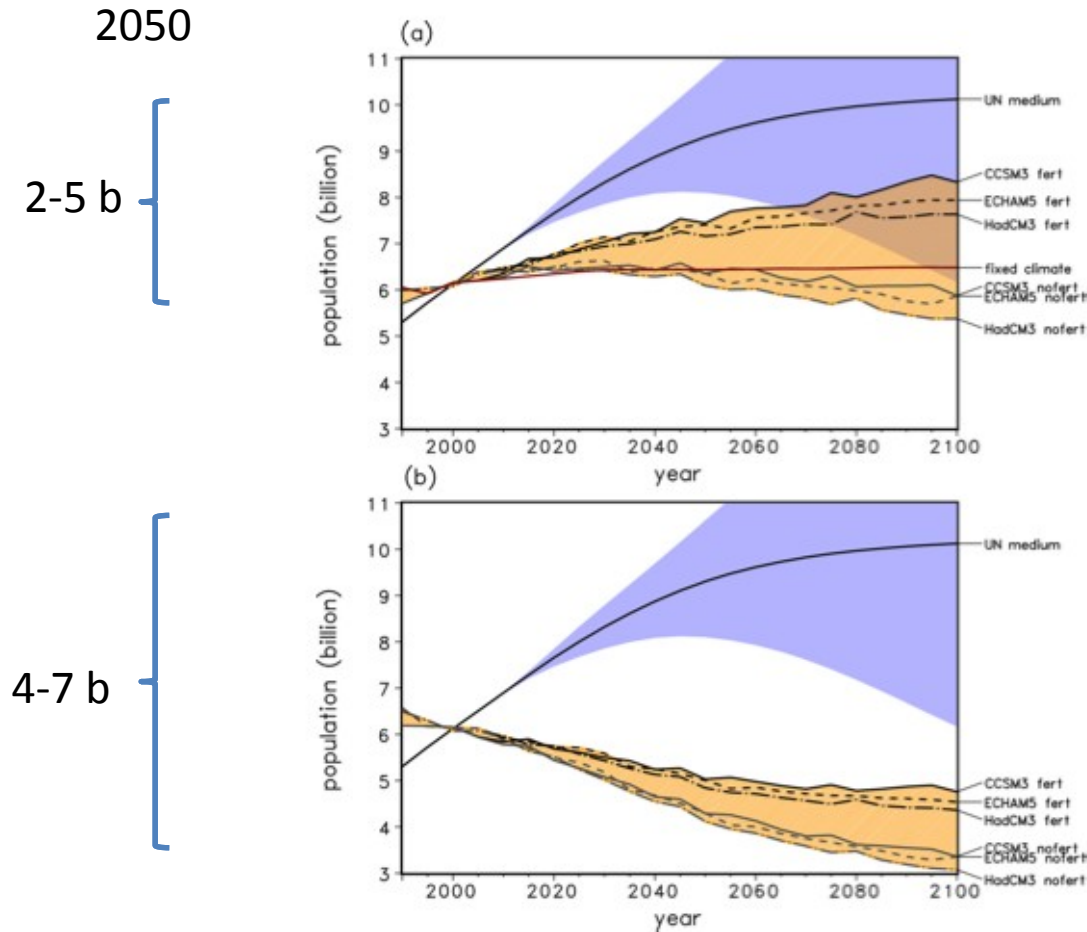 2050
2-5 b
4-7 b
(a)
11
10
9
8
7
6
5
4
3
population (billion)
2000 2020 2040 2060 2080 2100
year
UN medium
CCSM3 fert
ECHAM5 fert
HadCM3 fert
fixed climate
CCSM3 nofert
ECHAM5 nofert
HadCM3 nofert
(b)
11
10
9
8
7
6
5
4
3
population (billion)
2000 2020 2040 2060 2080 2100
year
UN medium
CCSM3 fert
ECHAM5 fert
HadCM3 fert
CCSM3 nofert
ECHAM5 nofert
HadCM3 nofert